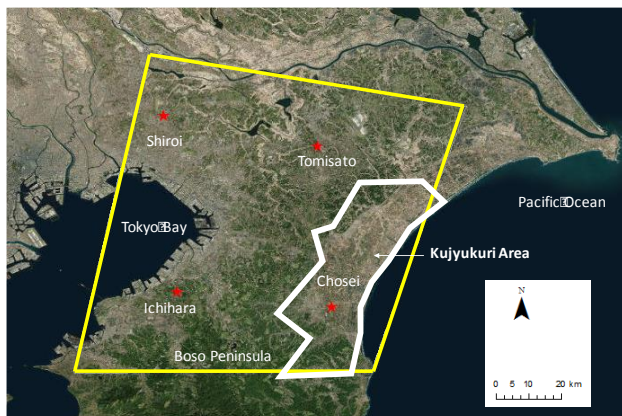 Shiroi
Tomisato
Pacific Ocean
Tokyo Bay
Kujyukuri Area
Chosei
Ichihara
Boso Peninsula
N
0 5 10 20 km